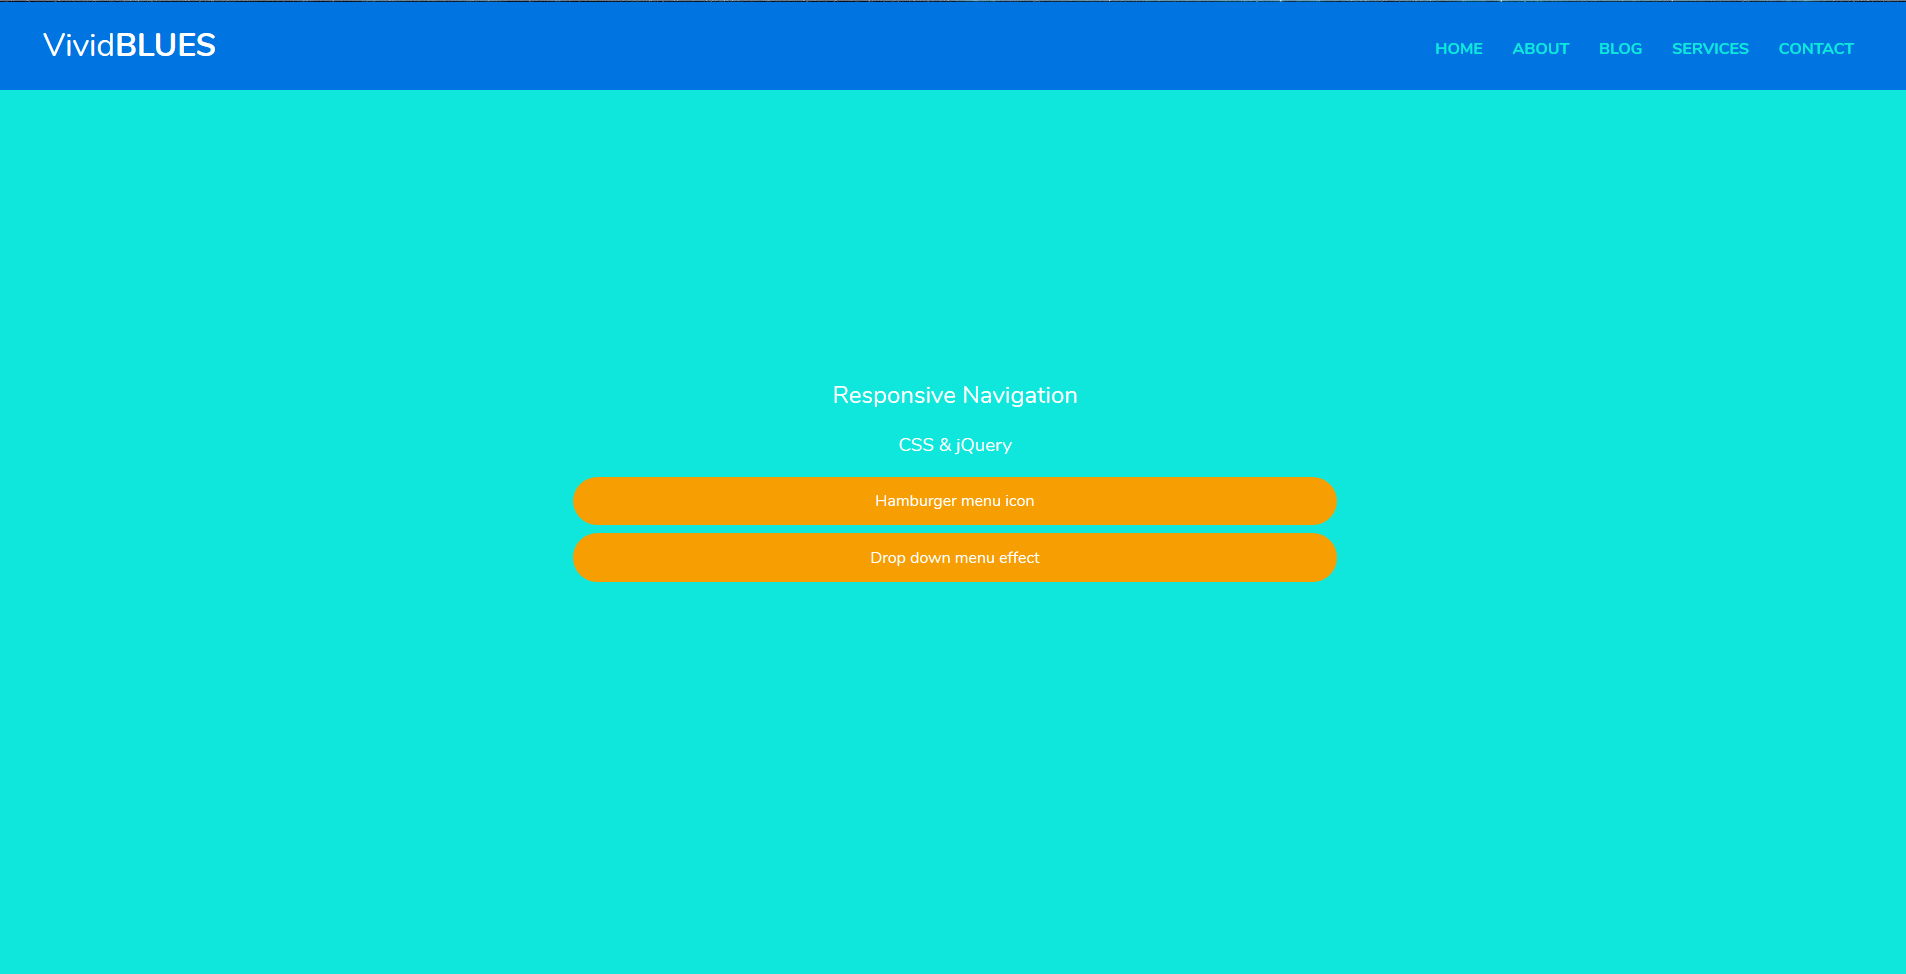 VividBLUES
HOME ABOUT BLOG SERVICES CONTACT
Responsive Navigation
CSS & jQuery
Hamburger menu icon
Drop down menu effect